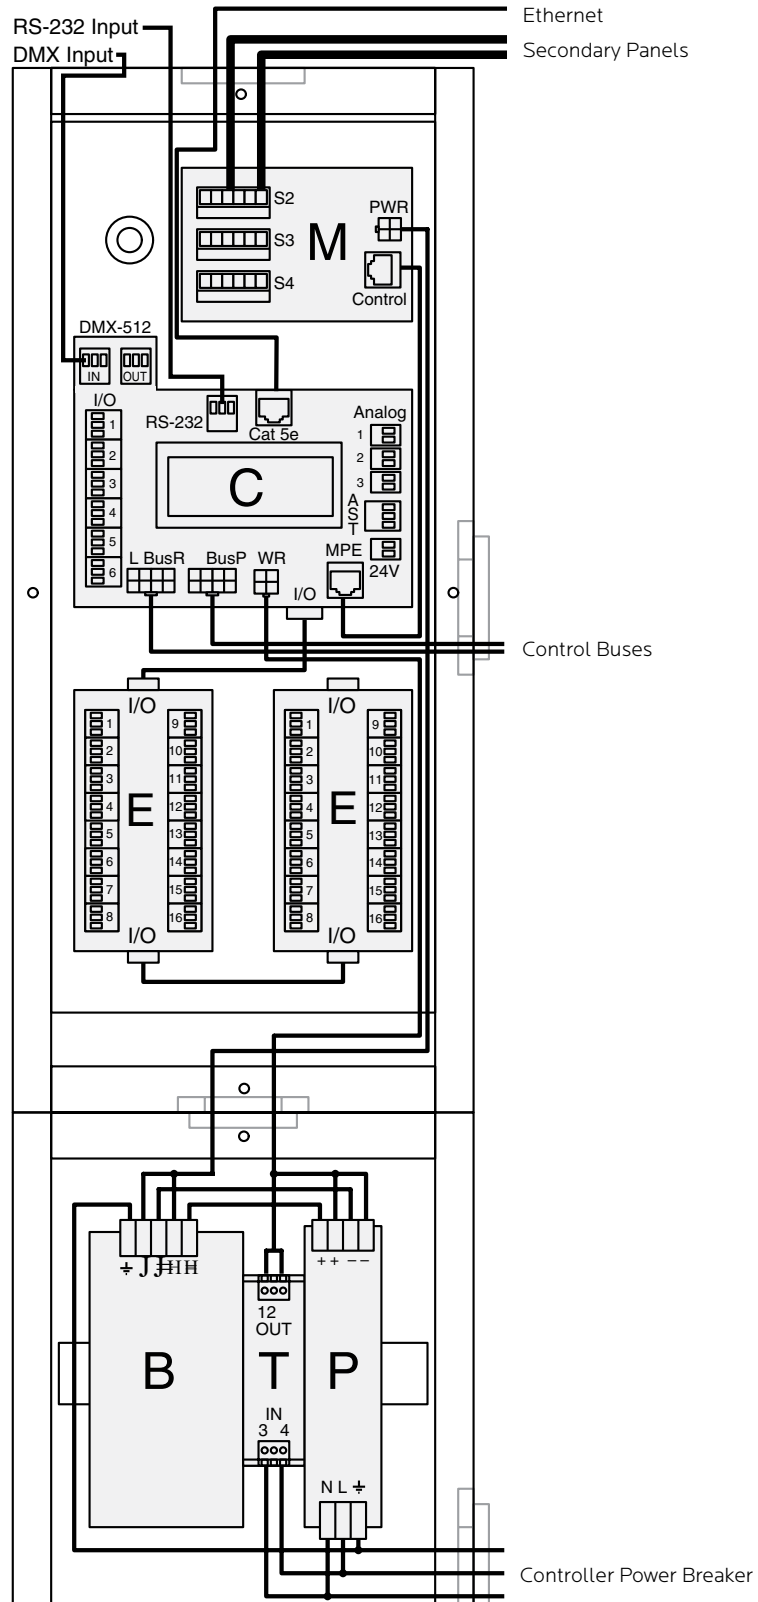 Ethernet
RS-232 Input
DMX Input
Secondary Panels
S2
PWR
S3
M
S4
Control
DMX-512
IN
OUT
I/O
RS-232
Cat 5e
Analog
1
2
3
4
5
6
1
2
3
C
A
S
T
MPE
24V
L BusR
BusP
WR
I/O
Control Buses
I/O
I/O
1
2
3
4
5
6
7
8
E
9
10
11
12
13
14
15
16
1
2
3
4
5
6
7
8
E
9
10
11
12
13
14
15
16
I/O
I/O
++ −−
12
OUT
B
T
P
IN
3 4
N L
Controller Power Breaker